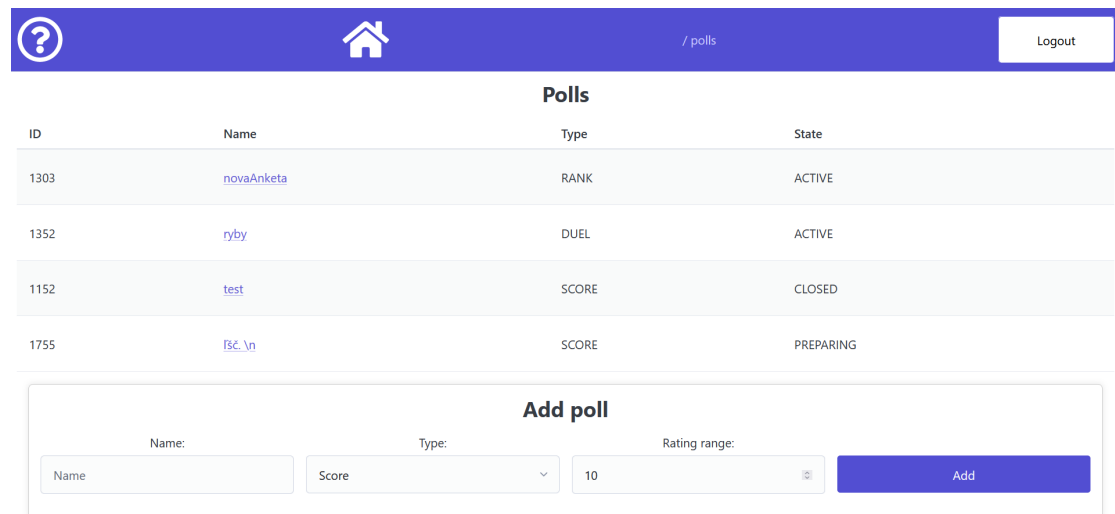 / polls Logout
Polls
ID Name Type State
1303 novaAnketa RANK ACTIVE
1352 ryby DUEL ACTIVE
1152 test SCORE CLOSED
1755 ľšč. \n SCORE PREPARING
Add poll
Name: Type: Rating range:
Name Score 10 Add